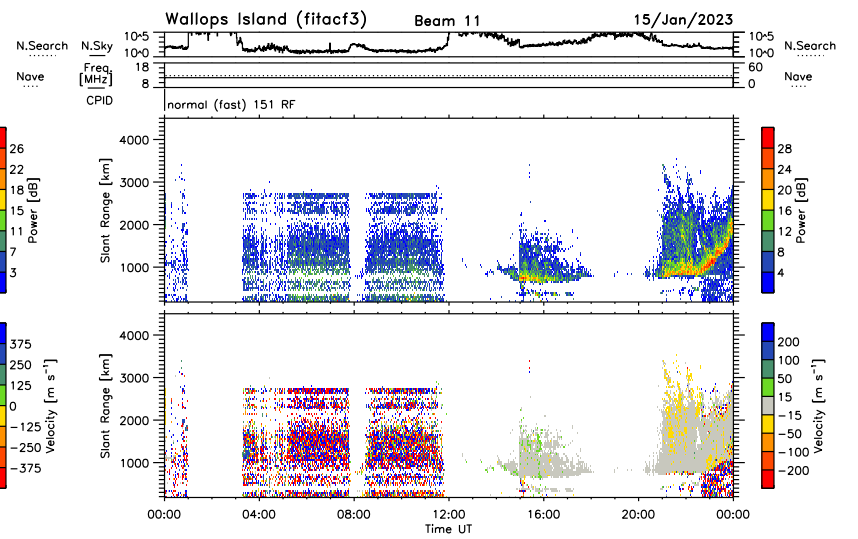 Wallops Island (fitacf3) Beam 11 15/Jan/2023
N.Search N.Sky 10^5 10^0 10^5 10^0 N.Search
Nave Freq. [MHz] 18 8 60 0 Nave
CPID normal (fast) 151 RF
Power [dB] 26 22 18 15 11 7 3
Slant Range [km] 4000 3000 2000 1000
28 24 20 16 12 8 4 Power [dB]
375 250 125 0 −125 −250 −375 Velocity [m s⁻¹]
Slant Range [km] 4000 3000 2000 1000
200 100 50 15 −15 −50 −100 −200 Velocity [m s⁻¹]
00:00 04:00 08:00 12:00 16:00 20:00 00:00
Time UT